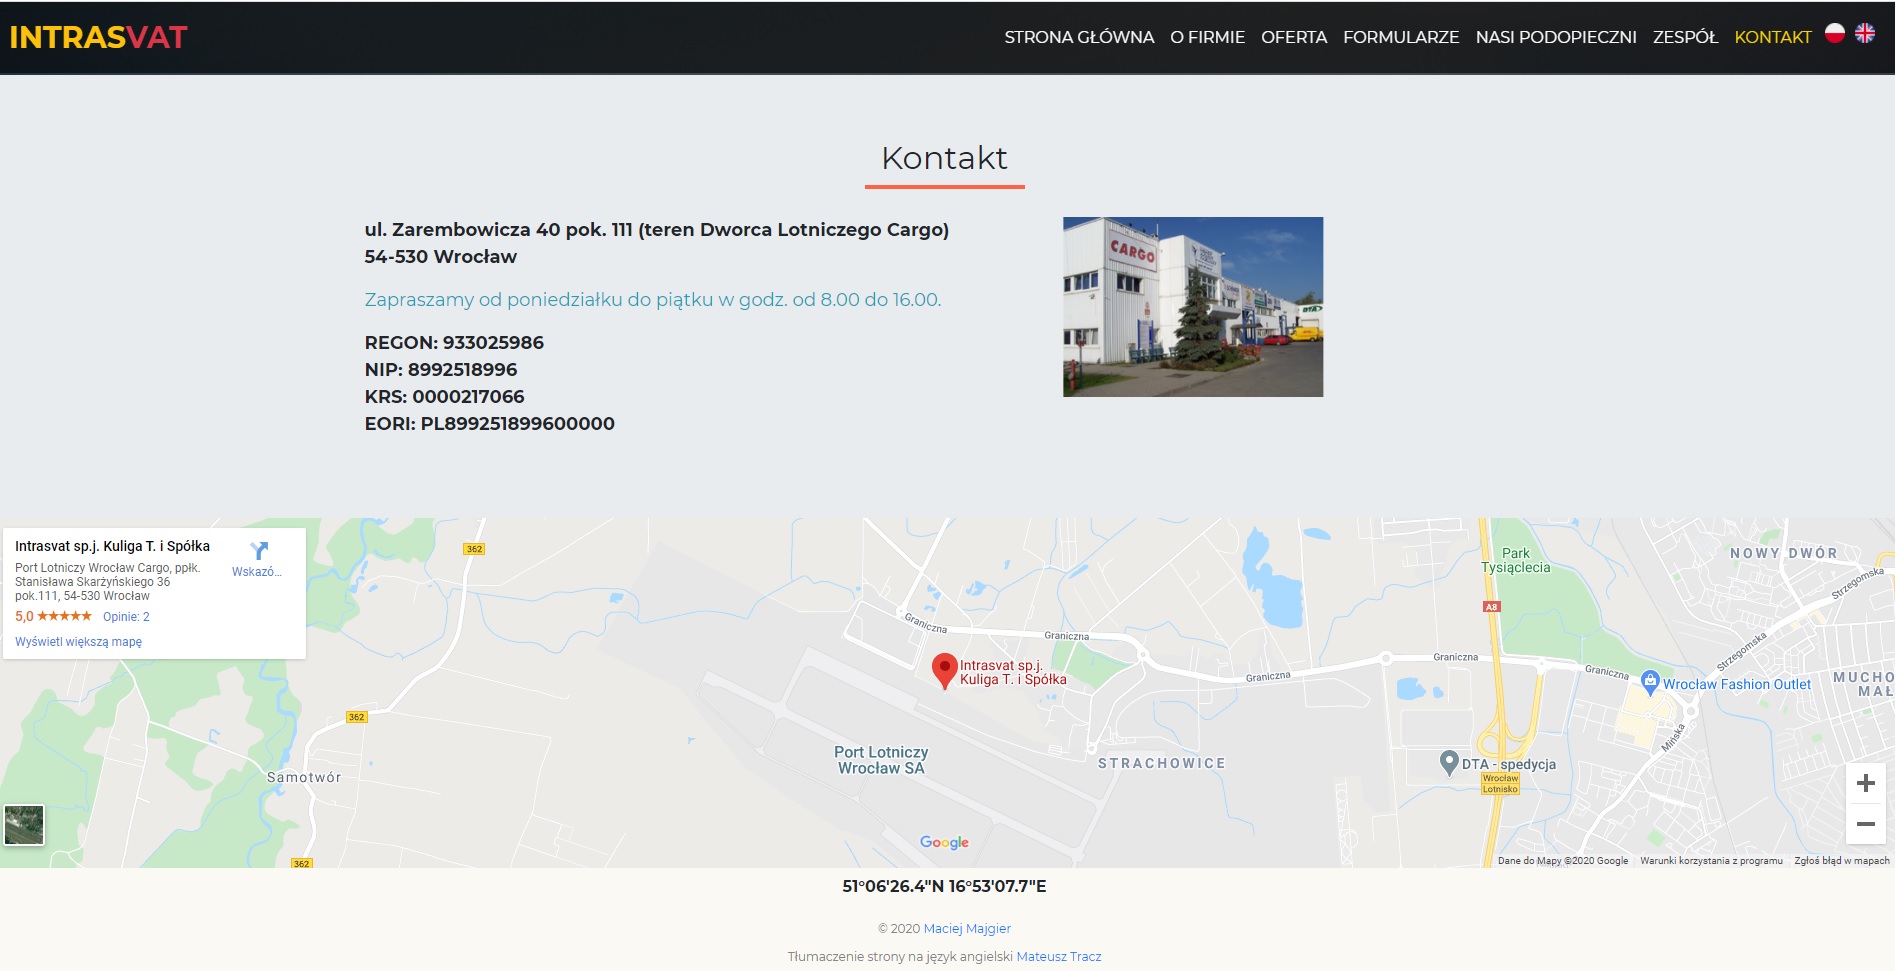 INTRASVAT
STRONA GŁÓWNA O FIRMIE OFERTA FORMULARZE NASI PODOPIECZNI ZESPÓŁ KONTAKT
Kontakt
ul. Zarembowicza 40 pok. 111 (teren Dworca Lotniczego Cargo)
54-530 Wrocław
Zapraszamy od poniedziałku do piątku w godz. od 8.00 do 16.00.
REGON: 933025986
NIP: 8992518996
KRS: 0000217066
EORI: PL899251899600000
CARGO
DTA
Intrasvat sp.j. Kuliga T. i Spółka
Port Lotniczy Wrocław Cargo, ppłk.
Stanisława Skarżyńskiego 36
pok.111, 54-530 Wrocław
5,0 ★★★★★ Opinie: 2
Wyświetl większą mapę
Wskazó...
362
362
362
Samotwór
Graniczna
Graniczna
Graniczna
Graniczna
Graniczna
Intrasvat sp.j.
Kuliga T. i Spółka
Port Lotniczy
Wrocław SA
STRACHOWICE
Park
Tysiąclecia
A8
NOWY DWÓR
Strzegomska
Strzegomska
Wrocław Fashion Outlet
MUCHO
MAŁ
Mińska
DTA - spedycja
Wrocław
Lotnisko
Google
Dane do Mapy ©2020 Google Warunki korzystania z programu Zgłoś błąd w mapach
51°06'26.4"N 16°53'07.7"E
© 2020 Maciej Majgier
Tłumaczenie strony na język angielski Mateusz Tracz